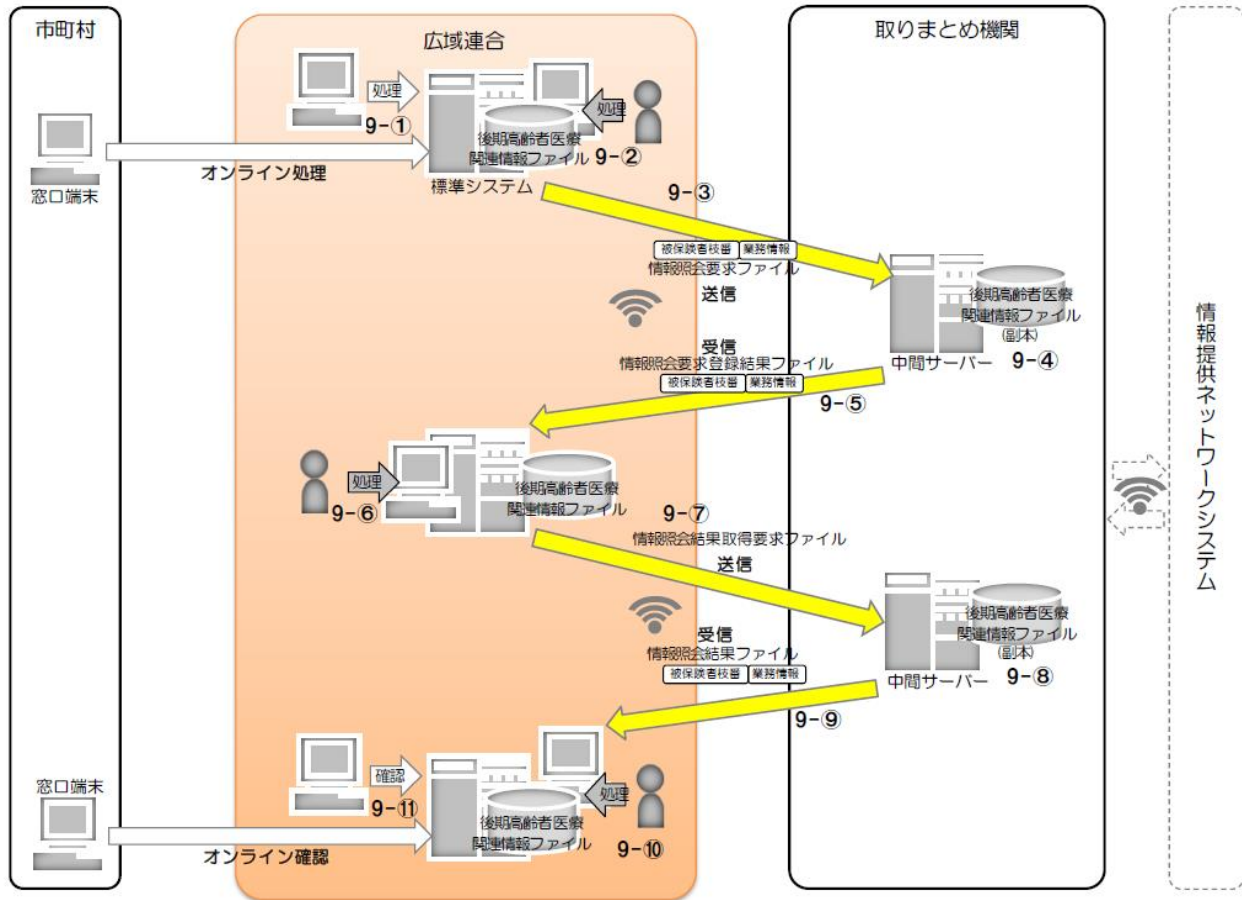 市町村
広域連合
取りまとめ機関
処理
9-①
処理
後期高齢者医療
関連情報ファイル
9-②
窓口端末
オンライン処理
標準システム
9-③
被保険者枝番 業務情報
情報照会要求ファイル
送信
後期高齢者医療
関連情報ファイル
(副本)
中間サーバー
9-④
受信
情報照会要求登録結果ファイル
被保険者枝番 業務情報
9-⑤
処理
9-⑥
後期高齢者医療
関連情報ファイル
9-⑦
情報照会結果取得要求ファイル
送信
後期高齢者医療
関連情報ファイル
(副本)
中間サーバー
9-⑧
受信
情報照会結果ファイル
被保険者枝番 業務情報
9-⑨
確認
9-⑪
処理
後期高齢者医療
関連情報ファイル
9-⑩
窓口端末
オンライン確認
情報提供ネットワークシステム